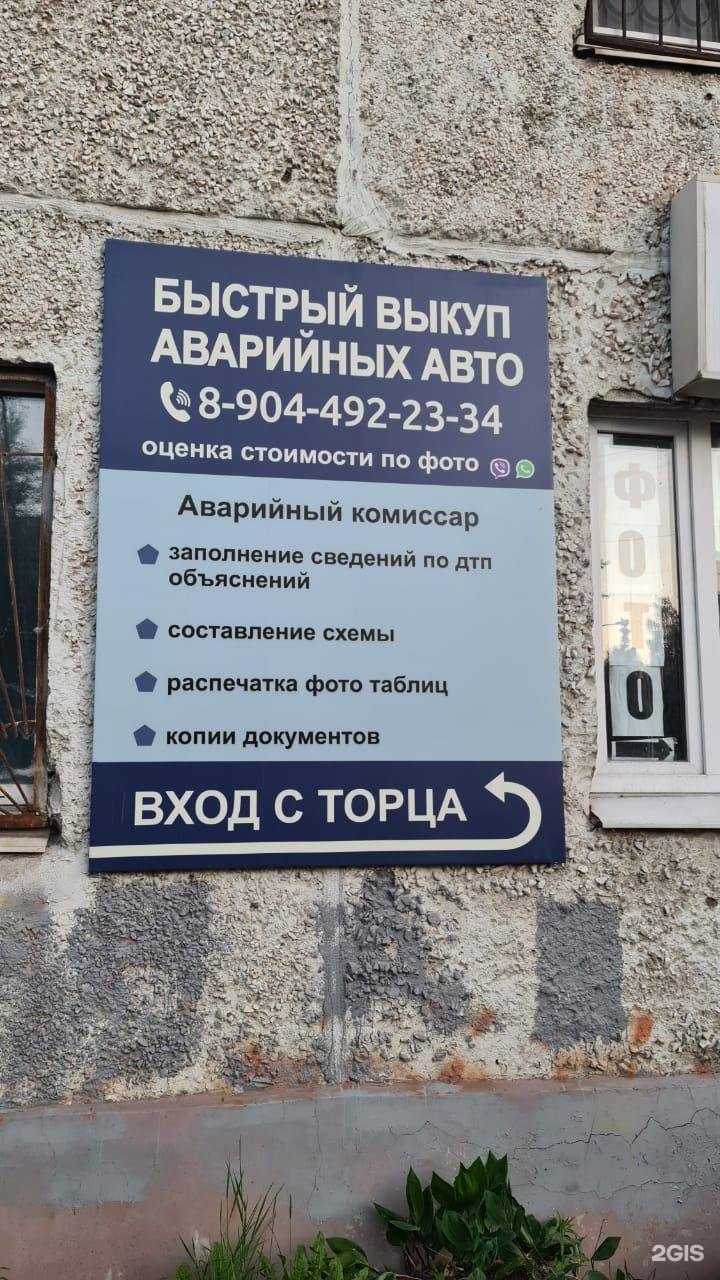 БЫСТРЫЙ ВЫКУП
АВАРИЙНЫХ АВТО
8-904-492-23-34
оценка стоимости по фото
Аварийный комиссар
заполнение сведений по дтп
объяснений
составление схемы
распечатка фото таблиц
копии документов
ВХОД С ТОРЦА
ФОТО
2GIS